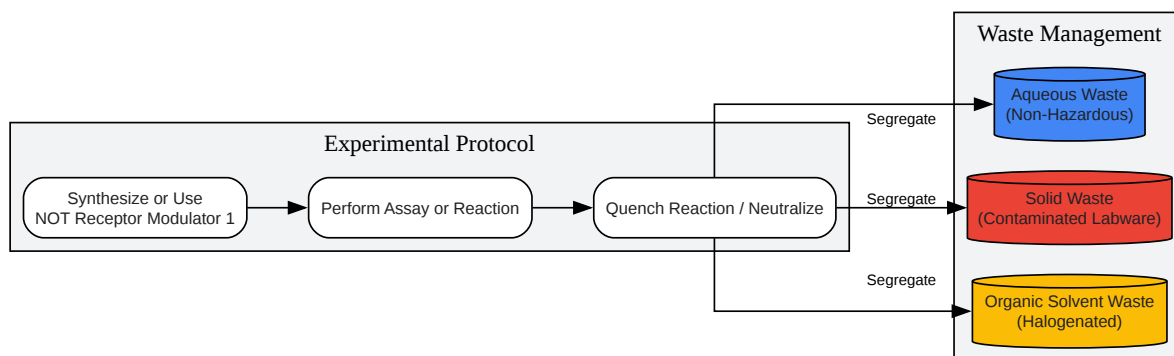 Waste Management
Aqueous Waste
(Non-Hazardous)
Segregate
Experimental Protocol
Synthesize or Use
NOT Receptor Modulator 1
Perform Assay or Reaction
Quench Reaction / Neutralize
Segregate
Solid Waste
(Contaminated Labware)
Segregate
Organic Solvent Waste
(Halogenated)